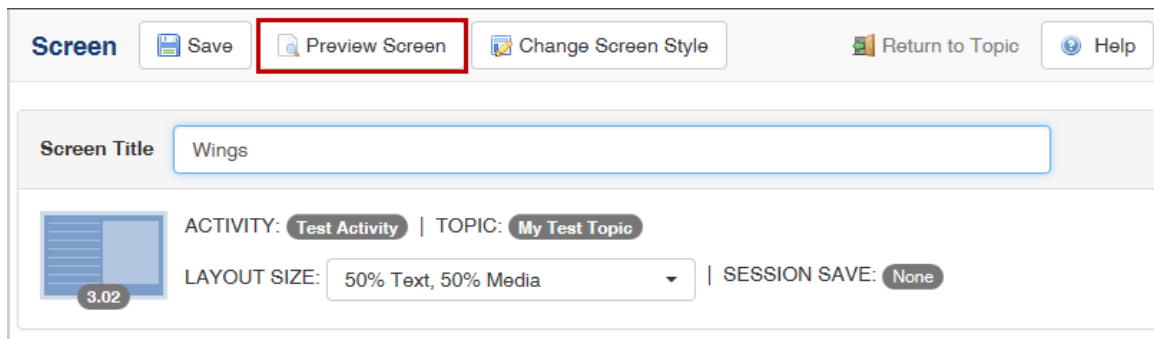 Screen Save Preview Screen Change Screen Style Return to Topic Help
Screen Title Wings
ACTIVITY: Test Activity | TOPIC: My Test Topic
LAYOUT SIZE: 50% Text, 50% Media | SESSION SAVE: None
3.02